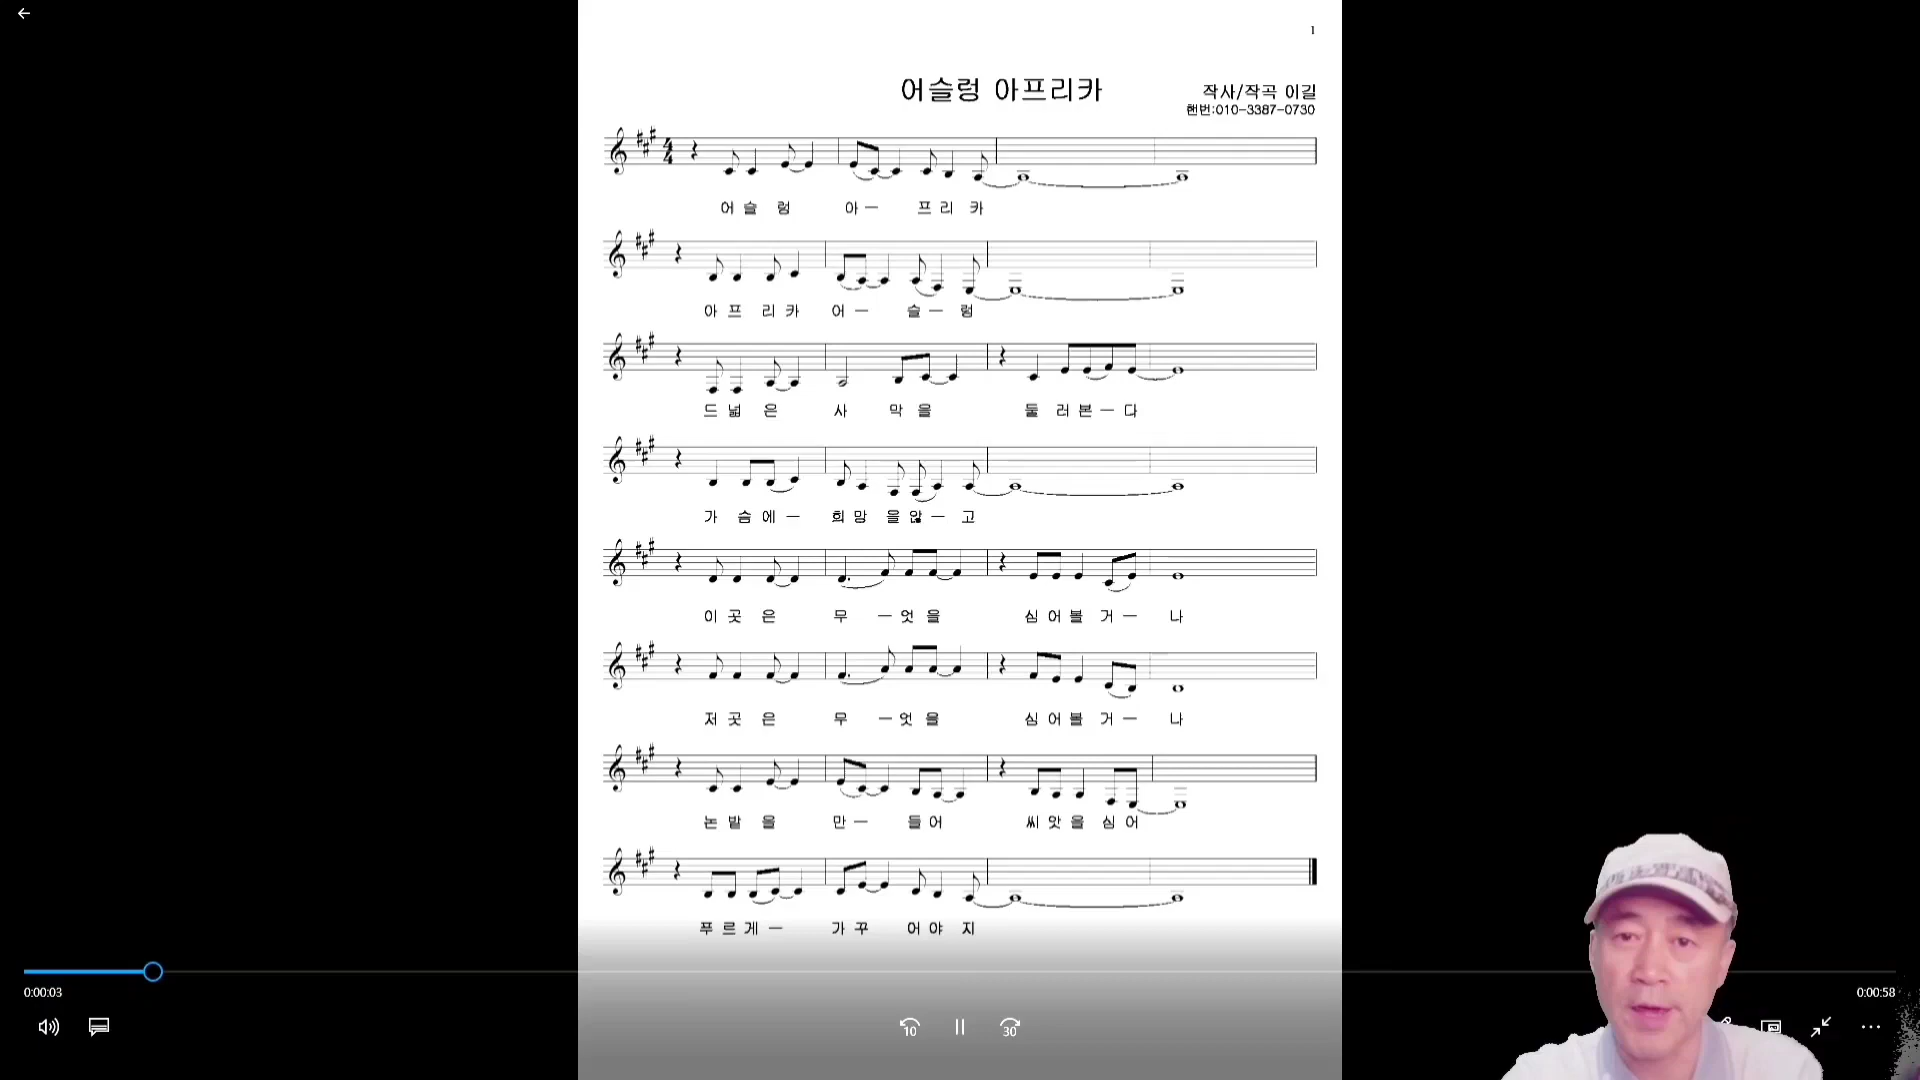 1
어슬렁 아프리카
작사/작곡 이길
핸번:010-3387-0730
어 슬 렁 아 ― 프 리 카
아 프 리 카 어 ― 슬 ― 렁
드 넓 은 사 막 을 둘 러 본 ― 다
가 슴 에 ― 희 망 을 않 ― 고
이 곳 은 무 ― 엇 을 심 어 볼 거 ― 나
저 곳 은 무 ― 엇 을 심 어 볼 거 ― 나
논 밭 을 만 ― 들 어 씨 앗 을 심 어
푸 르 게 ― 가 꾸 어 야 지
0:00:03
0:00:58
10
30